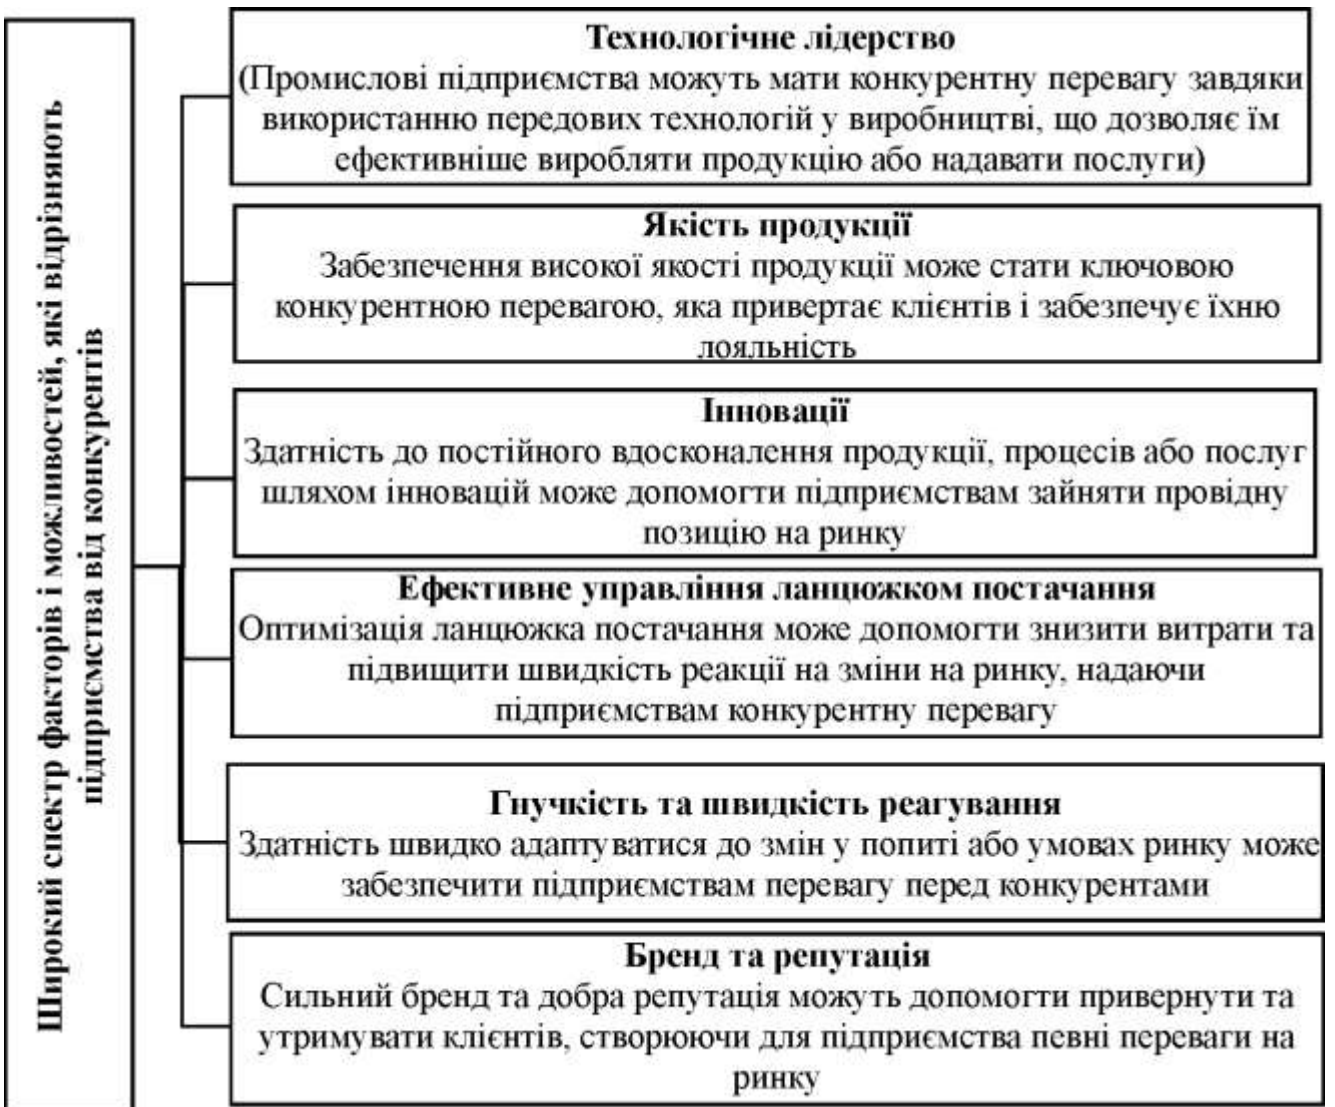 Широкий спектр факторів і можливостей, які відрізняють
підприємства від конкурентів
Технологічне лідерство
(Промислові підприємства можуть мати конкурентну перевагу завдяки
використанню передових технологій у виробництві, що дозволяє їм
ефективніше виробляти продукцію або надавати послуги)
Якість продукції
Забезпечення високої якості продукції може стати ключовою
конкурентною перевагою, яка привертає клієнтів і забезпечує їхню
лояльність
Інновації
Здатність до постійного вдосконалення продукції, процесів або послуг
шляхом інновацій може допомогти підприємствам зайняти провідну
позицію на ринку
Ефективне управління ланцюжком постачання
Оптимізація ланцюжка постачання може допомогти знизити витрати та
підвищити швидкість реакції на зміни на ринку, надаючи
підприємствам конкурентну перевагу
Гнучкість та швидкість реагування
Здатність швидко адаптуватися до змін у попиті або умовах ринку може
забезпечити підприємствам перевагу перед конкурентами
Бренд та репутація
Сильний бренд та добра репутація можуть допомогти привернути та
утримувати клієнтів, створюючи для підприємства певні переваги на
ринку